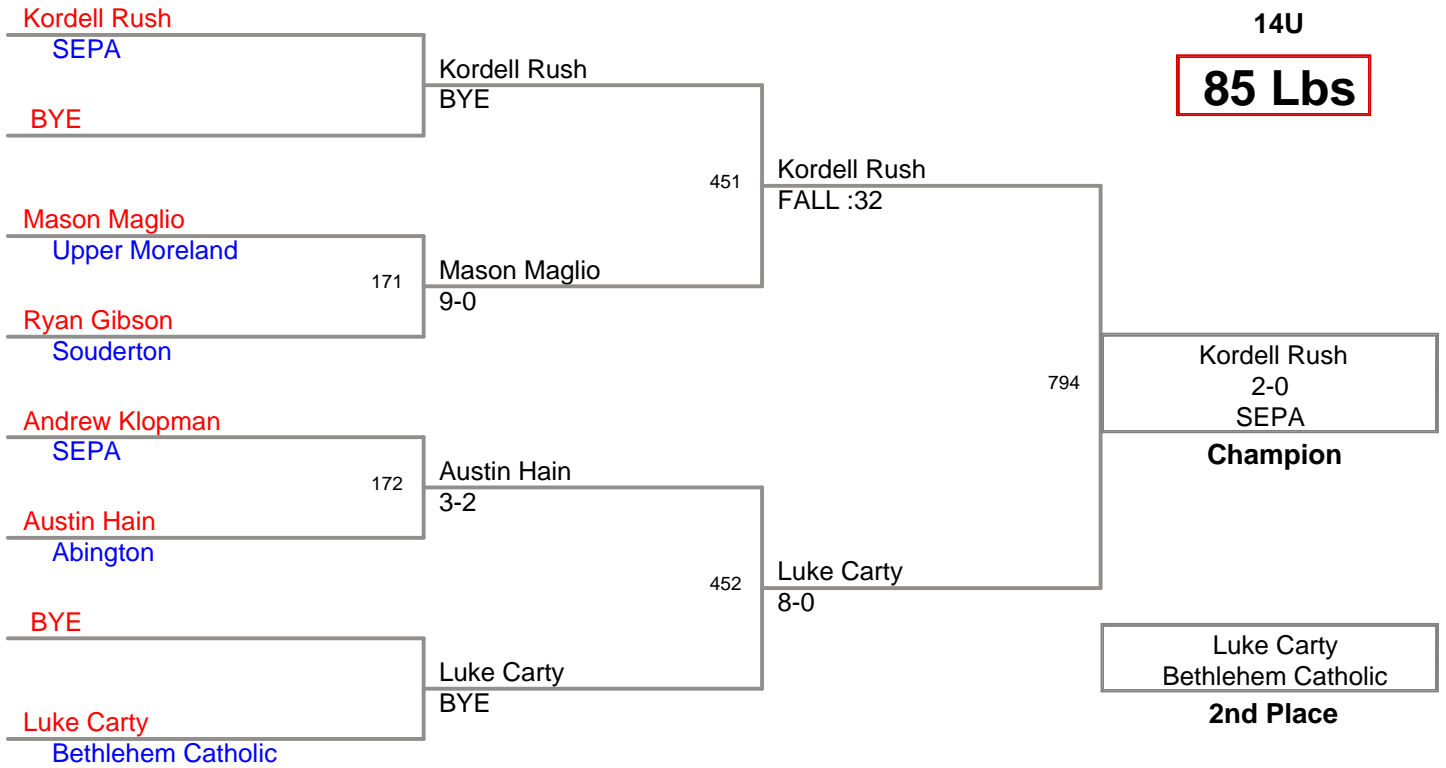 Kordell Rush
SEPA
BYE
Mason Maglio
Upper Moreland
Ryan Gibson
Souderton
Andrew Klopman
SEPA
Austin Hain
Abington
BYE
Luke Carty
Bethlehem Catholic
Kordell Rush
BYE
171
Mason Maglio
9-0
172
Austin Hain
3-2
Luke Carty
BYE
451
Kordell Rush
FALL :32
452
Luke Carty
8-0
14U
85 Lbs
794
Kordell Rush
2-0
SEPA
Champion
Luke Carty
Bethlehem Catholic
2nd Place